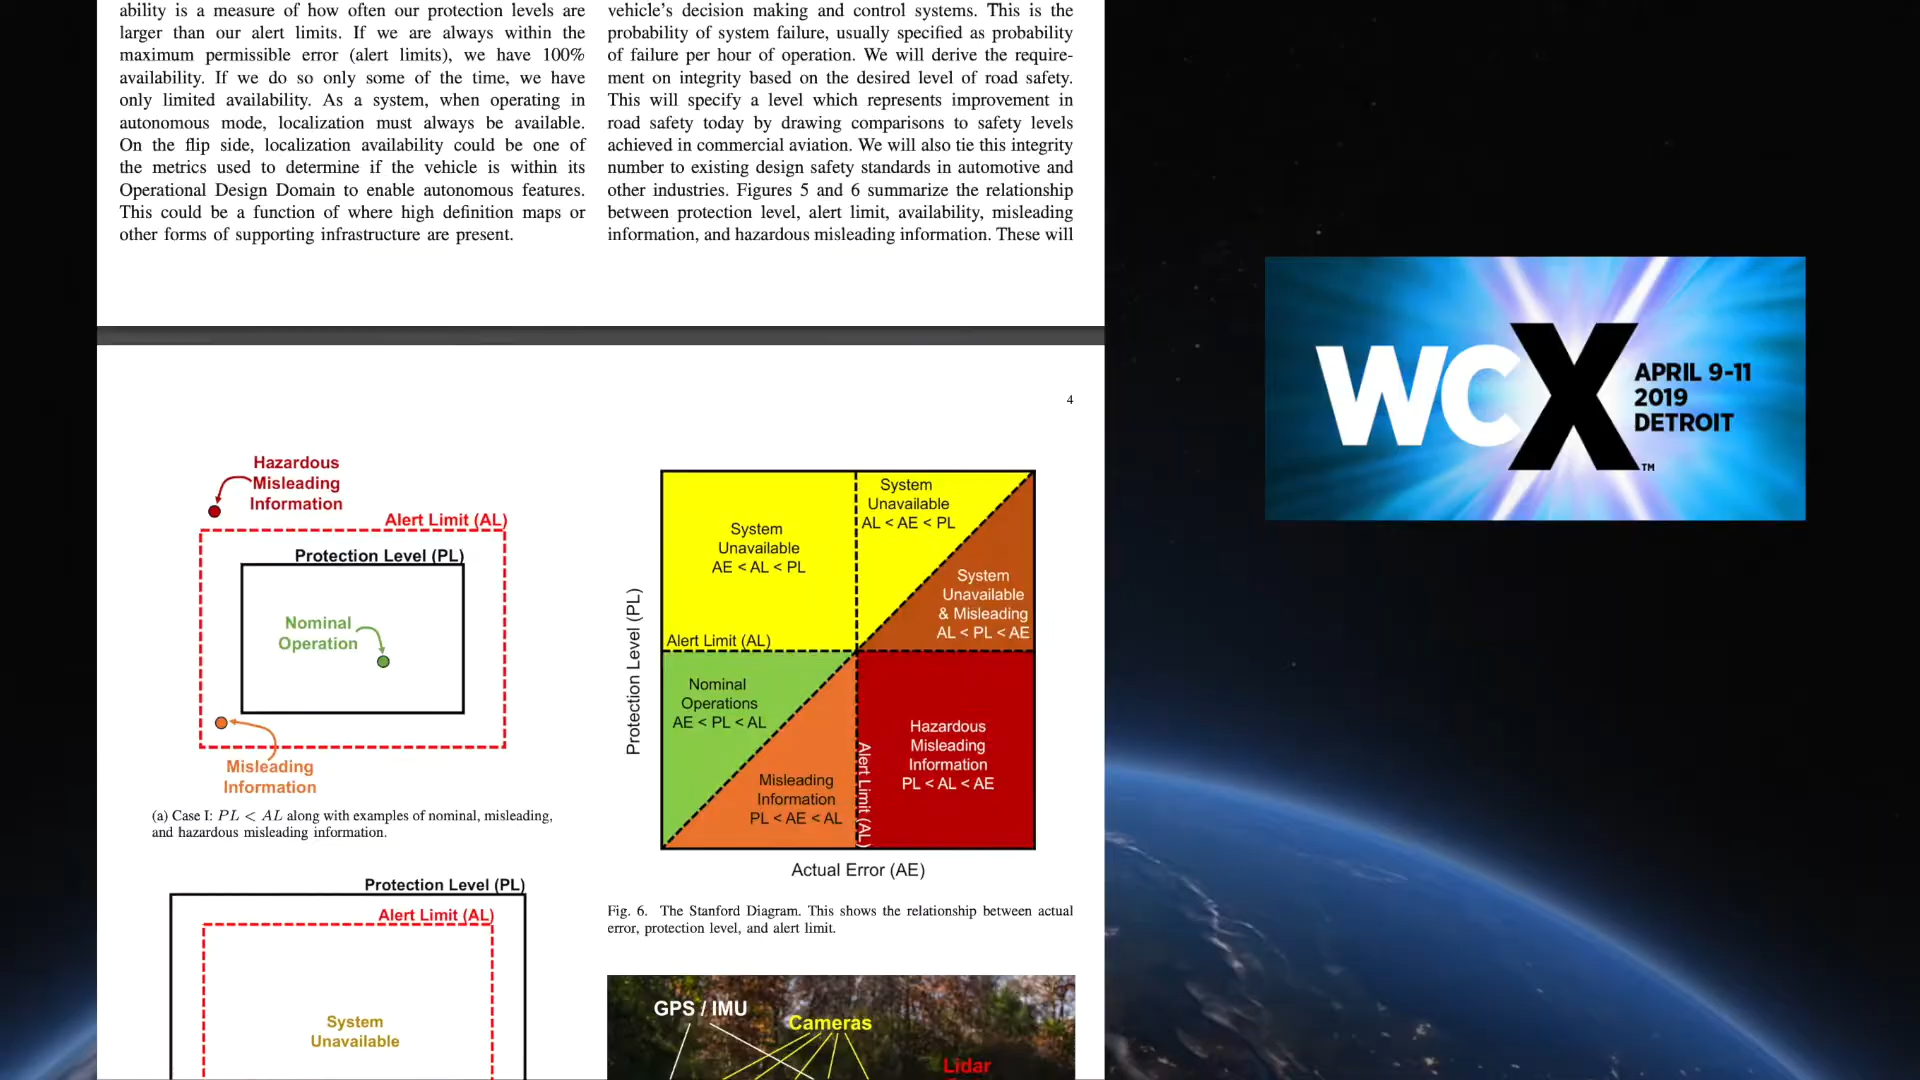 ability is a measure of how often our protection levels are
larger than our alert limits. If we are always within the
maximum permissible error (alert limits), we have 100%
availability. If we do so only some of the time, we have
only limited availability. As a system, when operating in
autonomous mode, localization must always be available.
On the flip side, localization availability could be one of
the metrics used to determine if the vehicle is within its
Operational Design Domain to enable autonomous features.
This could be a function of where high definition maps or
other forms of supporting infrastructure are present.
vehicle's decision making and control systems. This is the
probability of system failure, usually specified as probability
of failure per hour of operation. We will derive the require-
ment on integrity based on the desired level of road safety.
This will specify a level which represents improvement in
road safety today by drawing comparisons to safety levels
achieved in commercial aviation. We will also tie this integrity
number to existing design safety standards in automotive and
other industries. Figures 5 and 6 summarize the relationship
between protection level, alert limit, availability, misleading
information, and hazardous misleading information. These will
4
Hazardous
Misleading
Information
Alert Limit (AL)
Protection Level (PL)
Nominal
Operation
Misleading
Information
(a) Case I: PL < AL along with examples of nominal, misleading,
and hazardous misleading information.
Protection Level (PL)
Alert Limit (AL)
System
Unavailable
Protection Level (PL)
System
Unavailable
AE < AL < PL
System
Unavailable
AL < AE < PL
System
Unavailable
& Misleading
AL < PL < AE
Alert Limit (AL)
Nominal
Operations
AE < PL < AL
Misleading
Information
PL < AE < AL
Alert Limit (AL)
Hazardous
Misleading
Information
PL < AL < AE
Actual Error (AE)
Fig. 6. The Stanford Diagram. This shows the relationship between actual
error, protection level, and alert limit.
GPS / IMU
Cameras
Lidar
WCX
APRIL 9-11
2019
DETROIT
TM